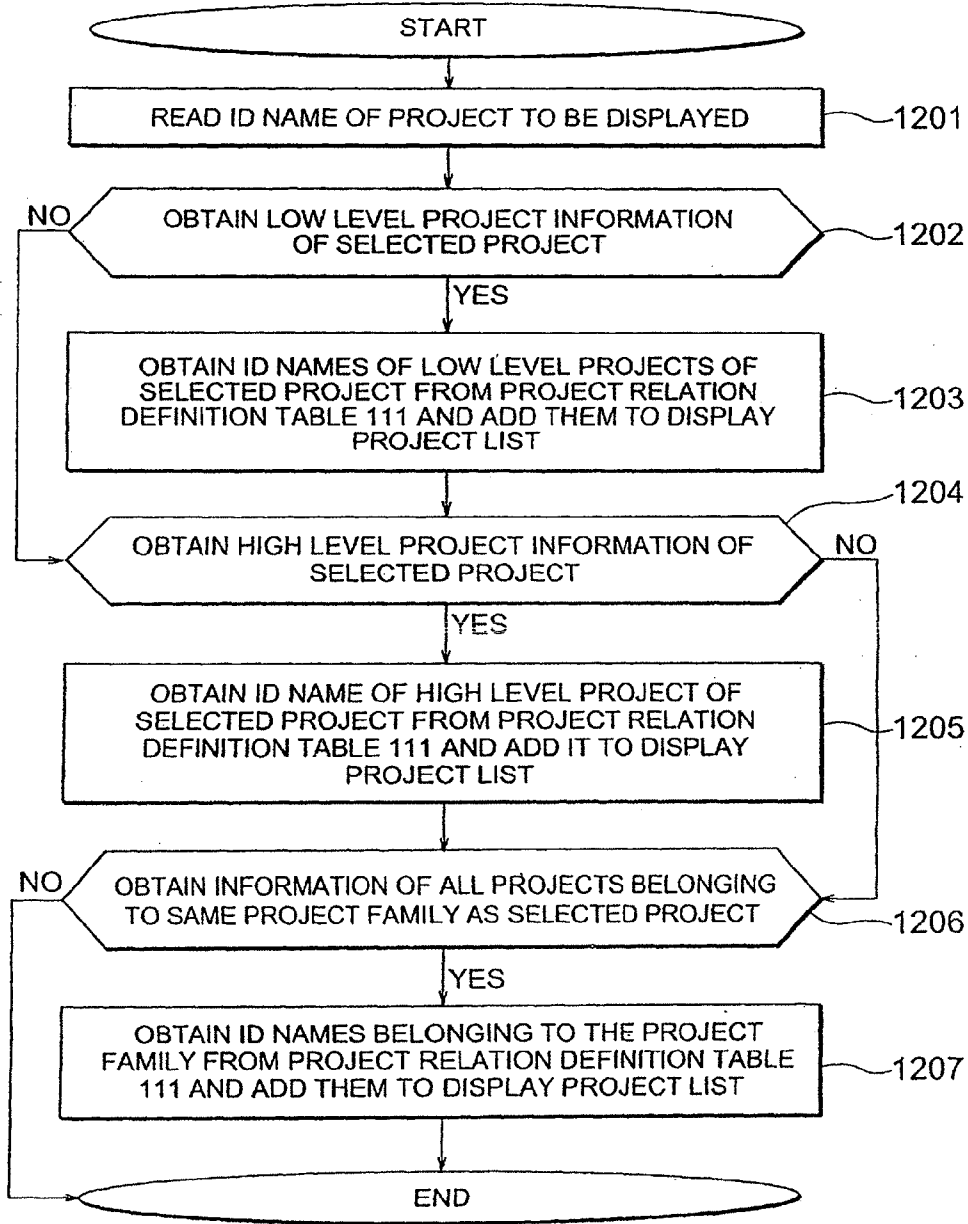 START
READ ID NAME OF PROJECT TO BE DISPLAYED
1201
NO
OBTAIN LOW LEVEL PROJECT INFORMATION
OF SELECTED PROJECT
1202
YES
OBTAIN ID NAMES OF LOW LEVEL PROJECTS OF
SELECTED PROJECT FROM PROJECT RELATION
DEFINITION TABLE 111 AND ADD THEM TO DISPLAY
PROJECT LIST
1203
1204
OBTAIN HIGH LEVEL PROJECT INFORMATION OF
SELECTED PROJECT
NO
YES
OBTAIN ID NAME OF HIGH LEVEL PROJECT OF
SELECTED PROJECT FROM PROJECT RELATION
DEFINITION TABLE 111 AND ADD IT TO DISPLAY
PROJECT LIST
1205
NO
OBTAIN INFORMATION OF ALL PROJECTS BELONGING
TO SAME PROJECT FAMILY AS SELECTED PROJECT
1206
YES
OBTAIN ID NAMES BELONGING TO THE PROJECT
FAMILY FROM PROJECT RELATION DEFINITION TABLE
111 AND ADD THEM TO DISPLAY PROJECT LIST
1207
END